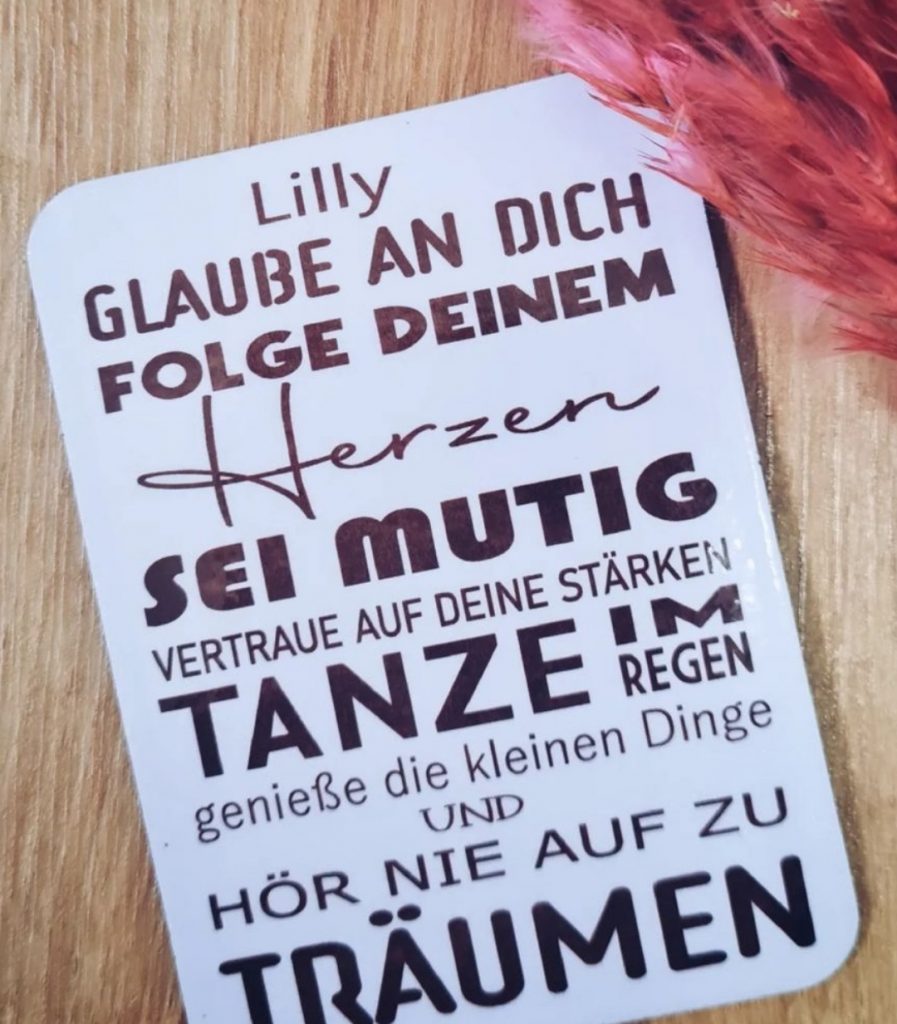 Lilly
GLAUBE AN DICH
FOLGE DEINEM
Herzen
SEI MUTIG
VERTRAUE AUF DEINE STÄRKEN
TANZE IM
REGEN
genieße die kleinen Dinge
UND
HÖR NIE AUF ZU
TRÄUMEN